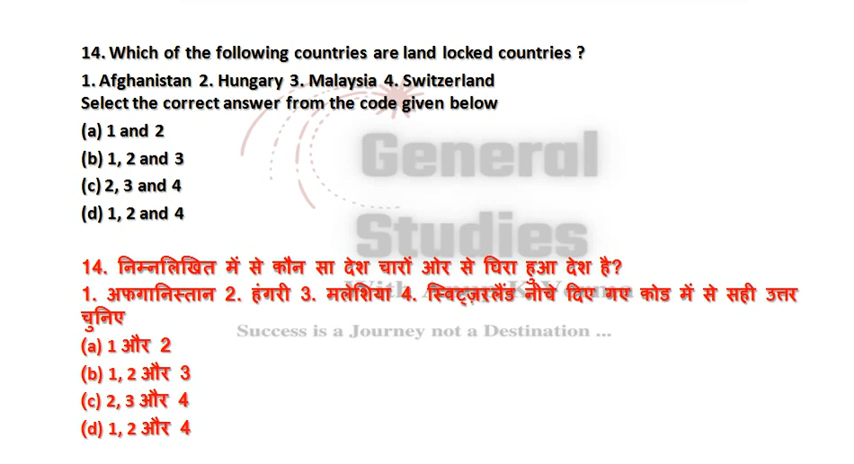 14. Which of the following countries are land locked countries ?
1. Afghanistan 2. Hungary 3. Malaysia 4. Switzerland
Select the correct answer from the code given below
(a) 1 and 2
(b) 1, 2 and 3
(c) 2, 3 and 4
(d) 1, 2 and 4
General
Studies
14. निम्नलिखित में से कौन सा देश चारों ओर से घिरा हुआ देश है?
1. अफगानिस्तान 2. हंगरी 3. मलेशिया 4. स्विट्ज़रलैंड नीचे दिए गए कोड में से सही उत्तर
चुनिए
Success is a Journey not a Destination ...
(a) 1 और 2
(b) 1, 2 और 3
(c) 2, 3 और 4
(d) 1, 2 और 4